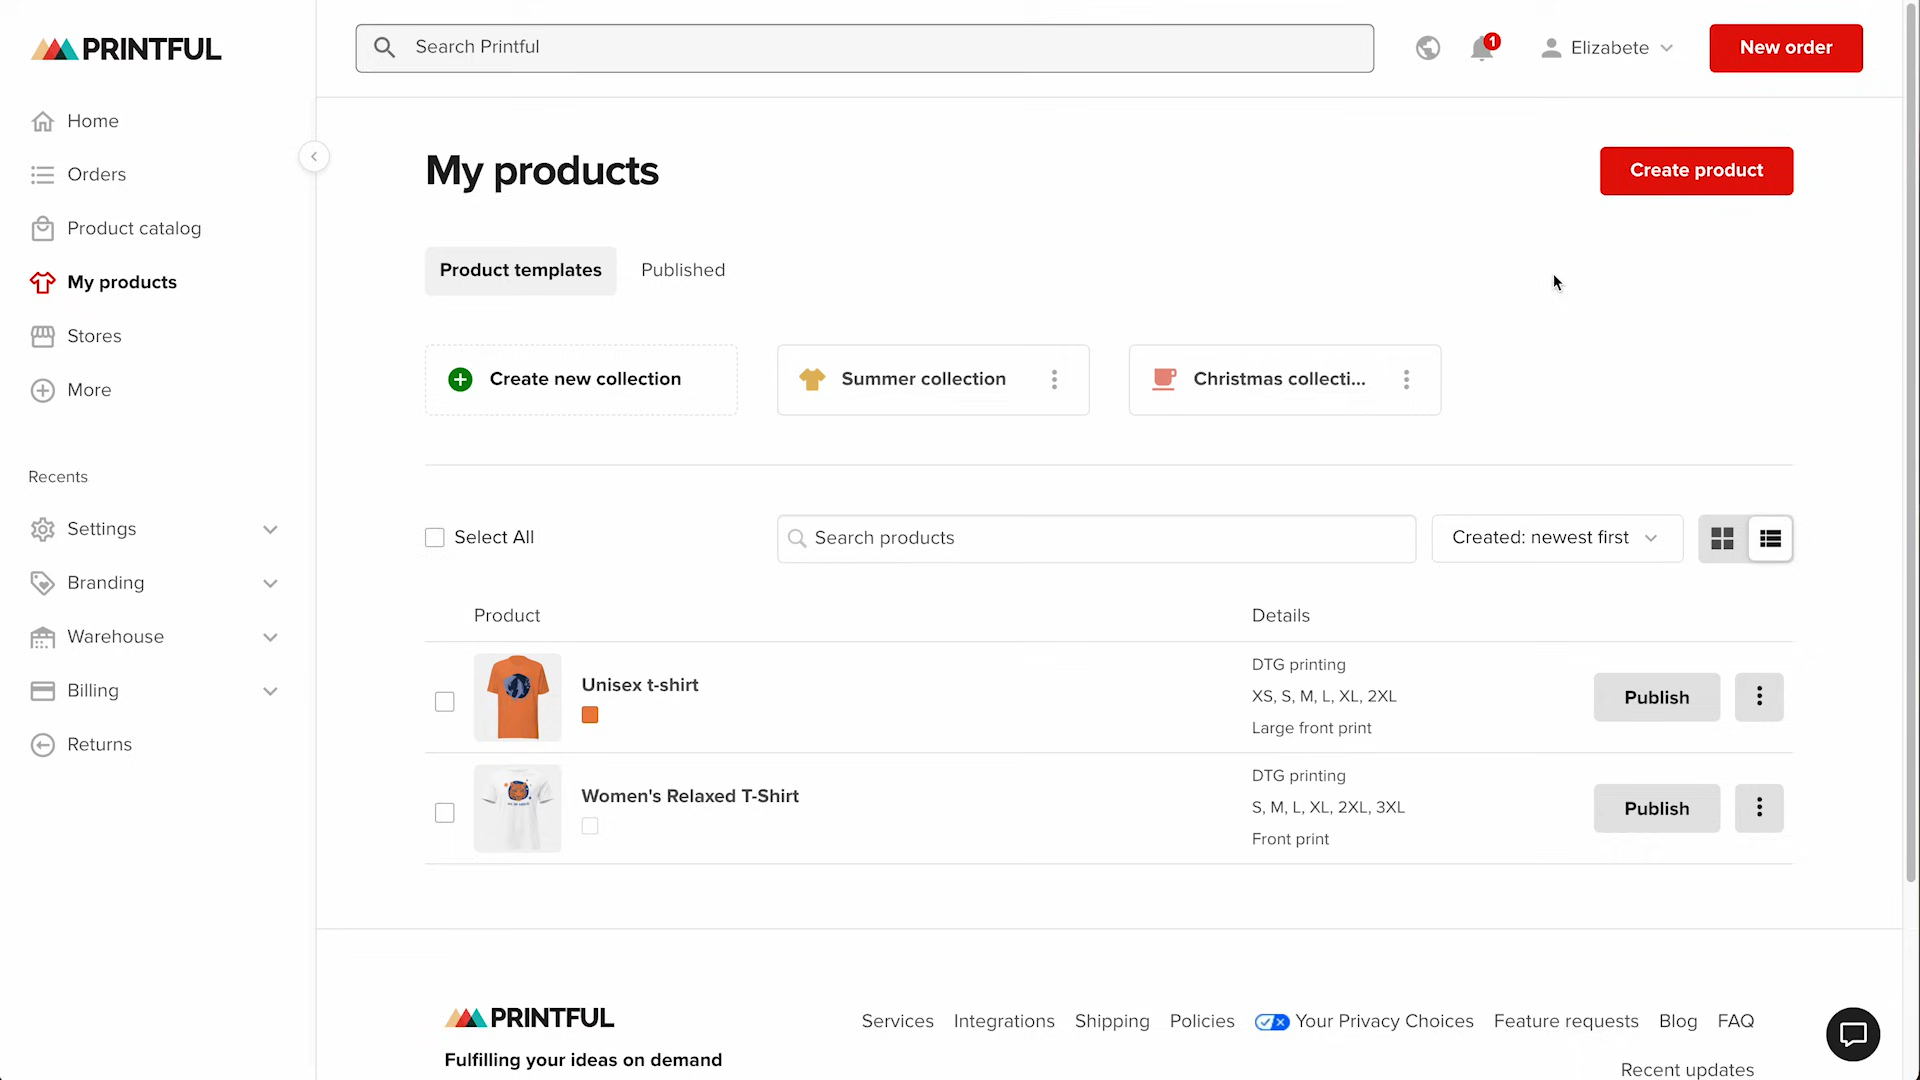 PRINTFUL
Search Printful
1
Elizabete
New order
Home
Orders
Product catalog
My products
Stores
More
Recents
Settings
Branding
Warehouse
Billing
Returns
My products
Create product
Product templates
Published
Create new collection
Summer collection
Christmas collecti...
Select All
Search products
Created: newest first
Product
Details
Unisex t-shirt
DTG printing
XS, S, M, L, XL, 2XL
Large front print
Publish
Women's Relaxed T-Shirt
DTG printing
S, M, L, XL, 2XL, 3XL
Front print
Publish
PRINTFUL
Fulfilling your ideas on demand
Services
Integrations
Shipping
Policies
Your Privacy Choices
Feature requests
Blog
FAQ
Recent updates